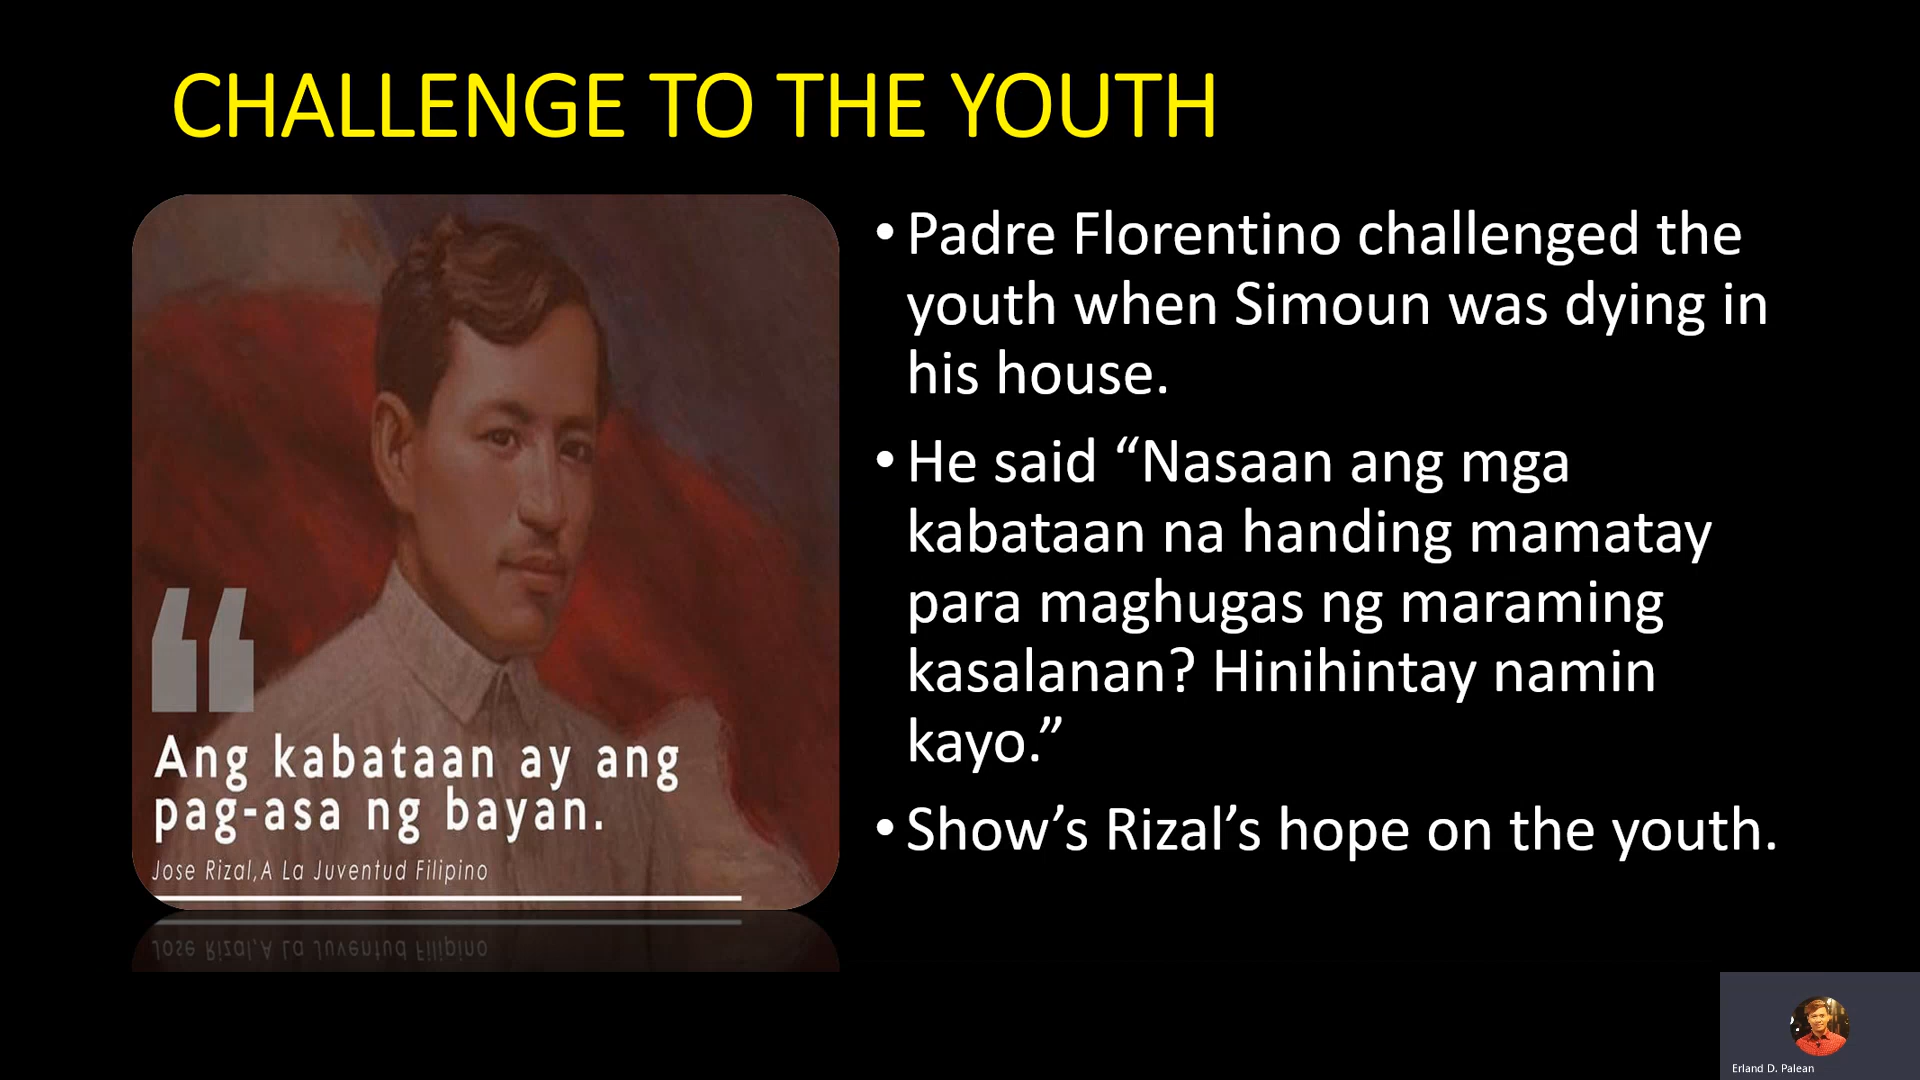 CHALLENGE TO THE YOUTH
“
Ang kabataan ay ang
pag-asa ng bayan.
Jose Rizal,A La Juventud Filipino
• Padre Florentino challenged the
youth when Simoun was dying in
his house.
• He said “Nasaan ang mga
kabataan na handing mamatay
para maghugas ng maraming
kasalanan? Hinihintay namin
kayo.”
• Show’s Rizal’s hope on the youth.
Erland D. Palean